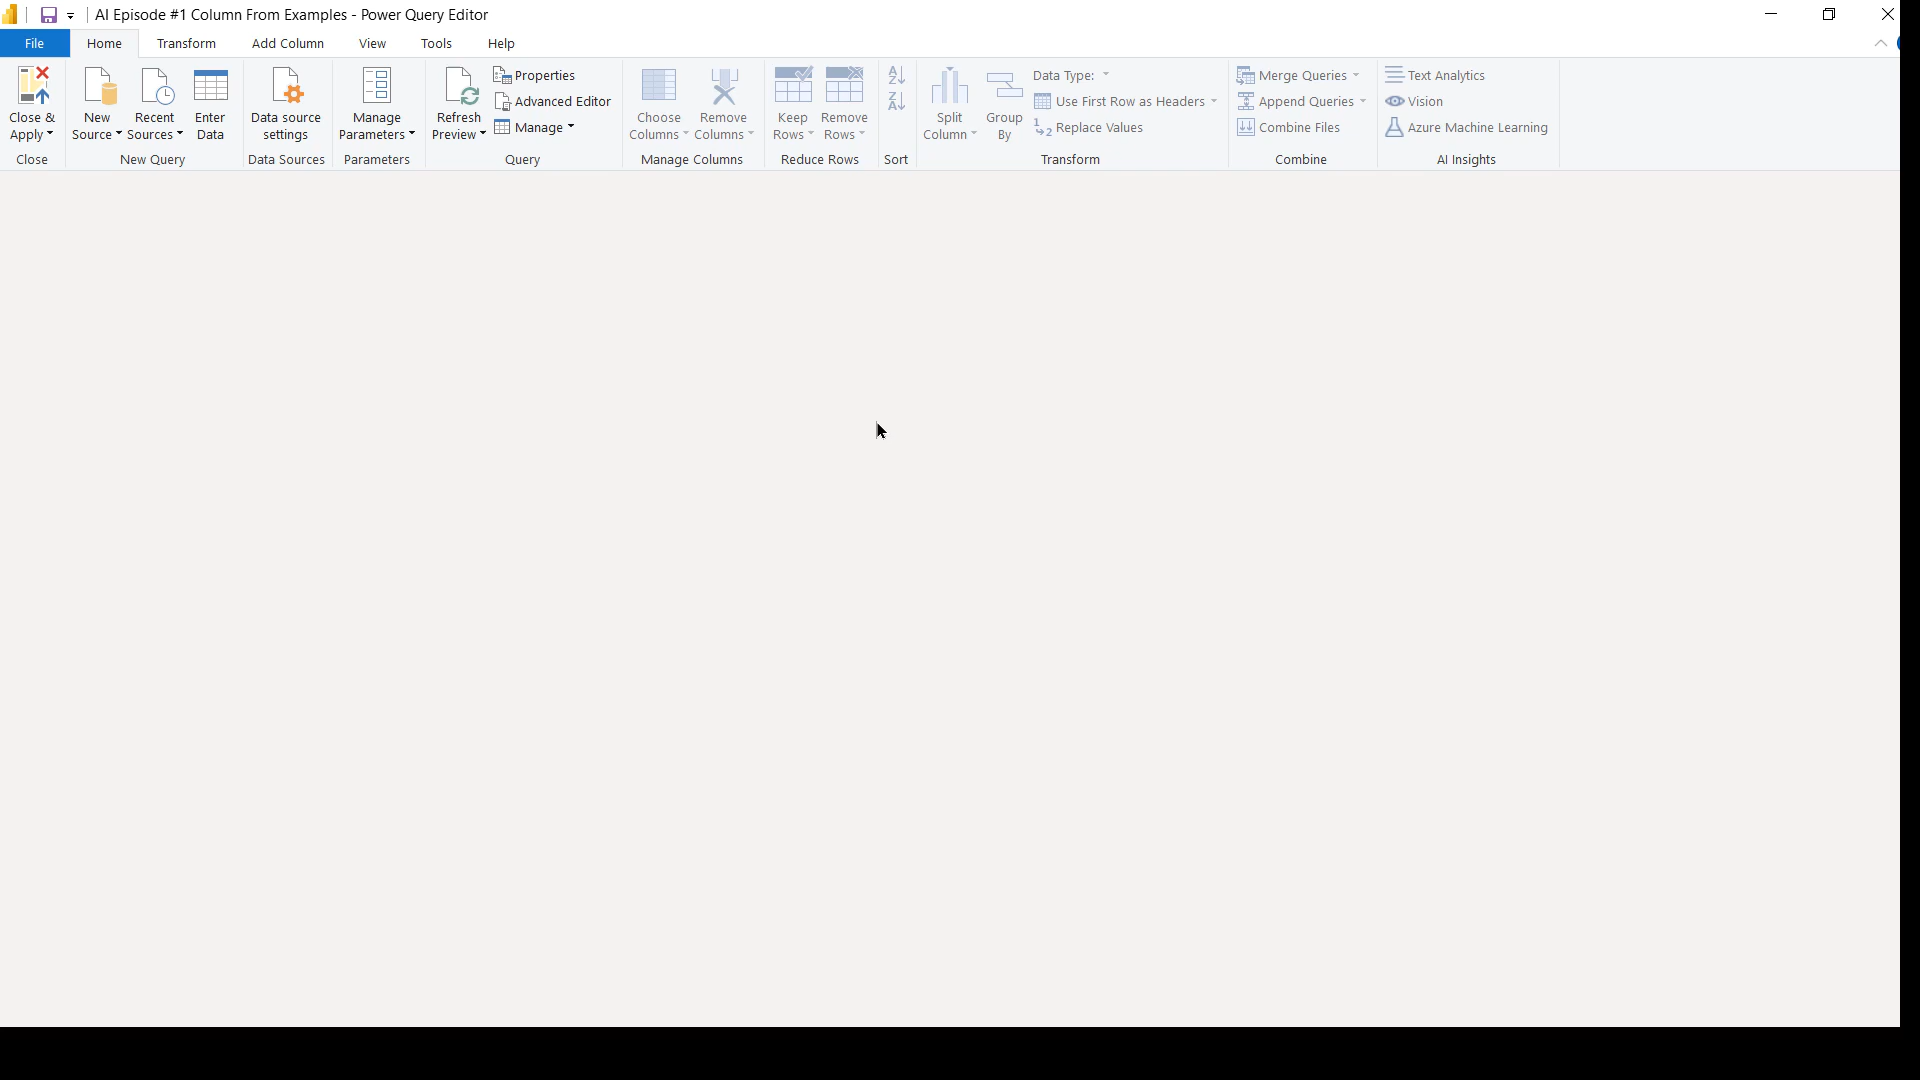 AI Episode #1 Column From Examples - Power Query Editor
File Home Transform Add Column View Tools Help
Close & Apply
Close
New Source
Recent Sources
Enter Data
New Query
Data source settings
Data Sources
Manage Parameters
Parameters
Refresh Preview
Properties
Advanced Editor
Manage
Query
Choose Columns
Remove Columns
Manage Columns
Keep Rows
Remove Rows
Reduce Rows
Sort
Split Column
Group By
Data Type:
Use First Row as Headers
Replace Values
Transform
Merge Queries
Append Queries
Combine Files
Combine
Text Analytics
Vision
Azure Machine Learning
AI Insights